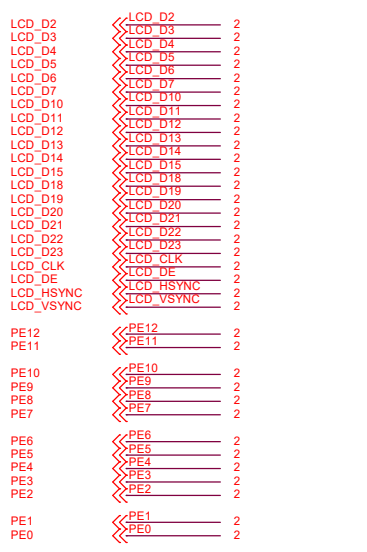 LCD_D2 LCD_D2 2
LCD_D3 LCD_D3 2
LCD_D4 LCD_D4 2
LCD_D5 LCD_D5 2
LCD_D6 LCD_D6 2
LCD_D7 LCD_D7 2
LCD_D10 LCD_D10 2
LCD_D11 LCD_D11 2
LCD_D12 LCD_D12 2
LCD_D13 LCD_D13 2
LCD_D14 LCD_D14 2
LCD_D15 LCD_D15 2
LCD_D18 LCD_D18 2
LCD_D19 LCD_D19 2
LCD_D20 LCD_D20 2
LCD_D21 LCD_D21 2
LCD_D22 LCD_D22 2
LCD_D23 LCD_D23 2
LCD_CLK LCD_CLK 2
LCD_DE LCD_DE 2
LCD_HSYNC LCD_HSYNC 2
LCD_VSYNC LCD_VSYNC 2
PE12 PE12 2
PE11 PE11 2
PE10 PE10 2
PE9 PE9 2
PE8 PE8 2
PE7 PE7 2
PE6 PE6 2
PE5 PE5 2
PE4 PE4 2
PE3 PE3 2
PE2 PE2 2
PE1 PE1 2
PE0 PE0 2